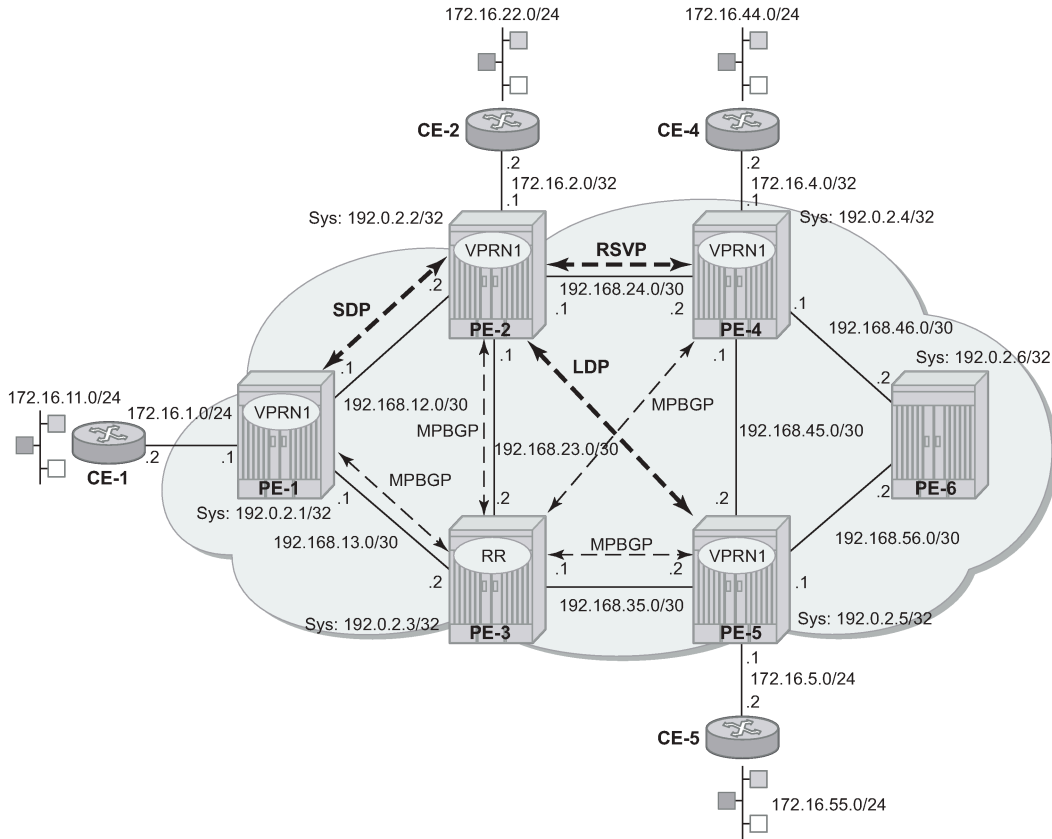 172.16.22.0/24
172.16.44.0/24
CE-2
CE-4
.2
.2
172.16.2.0/32
172.16.4.0/32
.1
.1
Sys: 192.0.2.2/32
Sys: 192.0.2.4/32
VPRN1
RSVP
VPRN1
.2
192.168.24.0/30
.1
SDP
.1
.2
192.168.46.0/30
PE-2
PE-4
Sys: 192.0.2.6/32
.1
.1
.1
LDP
172.16.11.0/24
172.16.1.0/24
VPRN1
192.168.12.0/30
MPBGP
.2
MPBGP
192.168.45.0/30
192.168.23.0/30
.2
.1
CE-1
MPBGP
PE-1
PE-6
.1
.2
.2
.2
Sys: 192.0.2.1/32
192.168.13.0/30
192.168.56.0/30
RR
MPBGP
VPRN1
.2
.1
.2
.1
192.168.35.0/30
Sys: 192.0.2.3/32
PE-3
PE-5
Sys: 192.0.2.5/32
.1
172.16.5.0/24
.2
CE-5
172.16.55.0/24